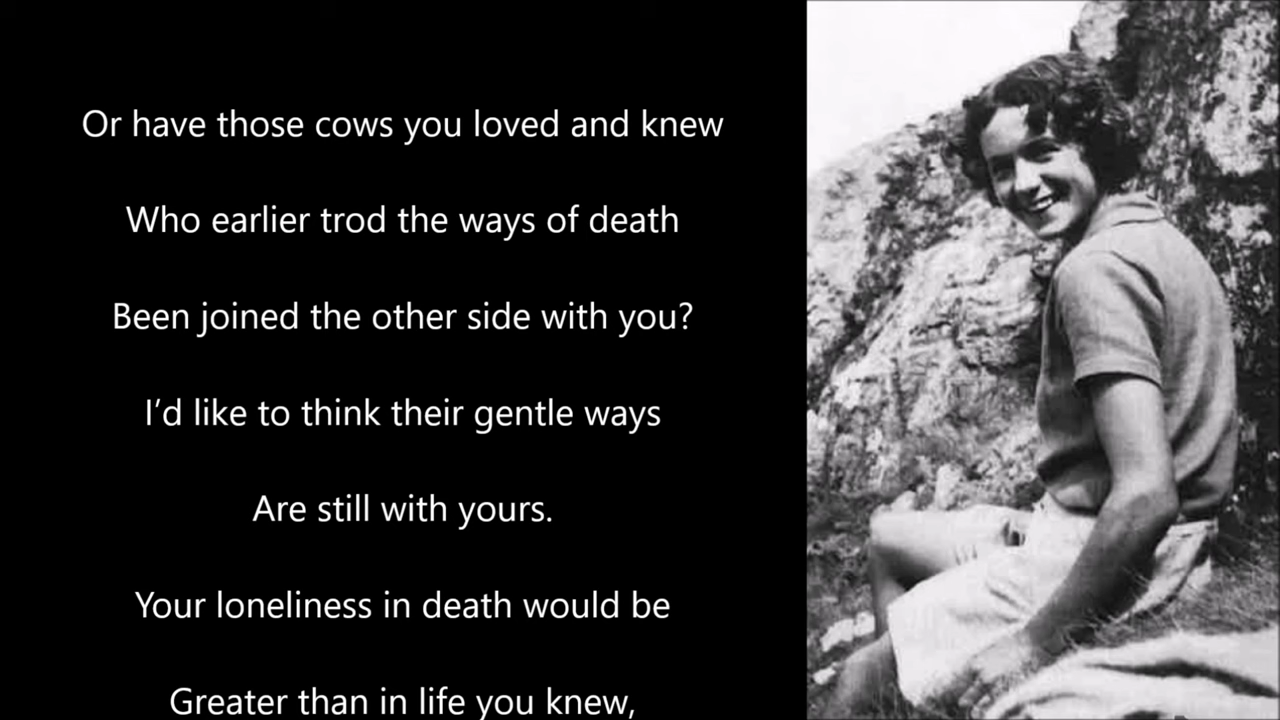 Or have those cows you loved and knew
Who earlier trod the ways of death
Been joined the other side with you?
I’d like to think their gentle ways
Are still with yours.
Your loneliness in death would be
Greater than in life you knew,